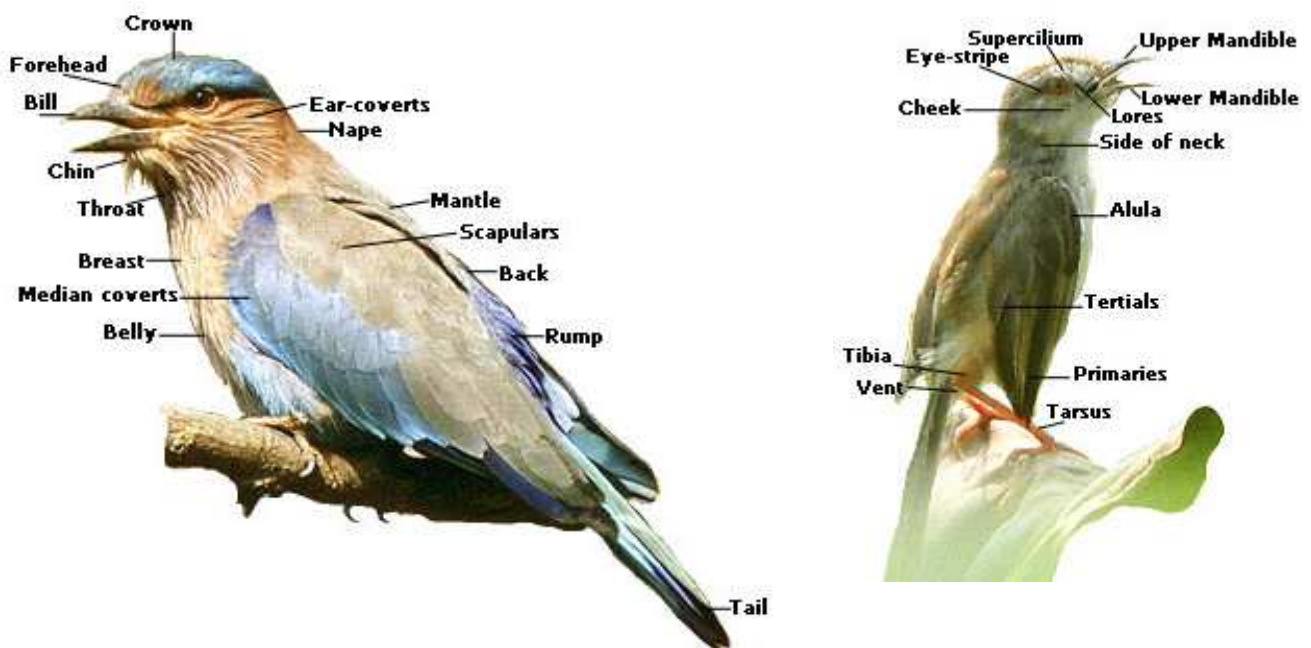 Crown
Forehead
Bill
Ear-coverts
Nape
Chin
Throat
Mantle
Scapulars
Breast
Back
Median coverts
Belly
Rump
Tail
Supercilium
Upper Mandible
Eye-stripe
Lower Mandible
Cheek
Lores
Side of neck
Alula
Tertials
Tibia
Primaries
Vent
Tarsus